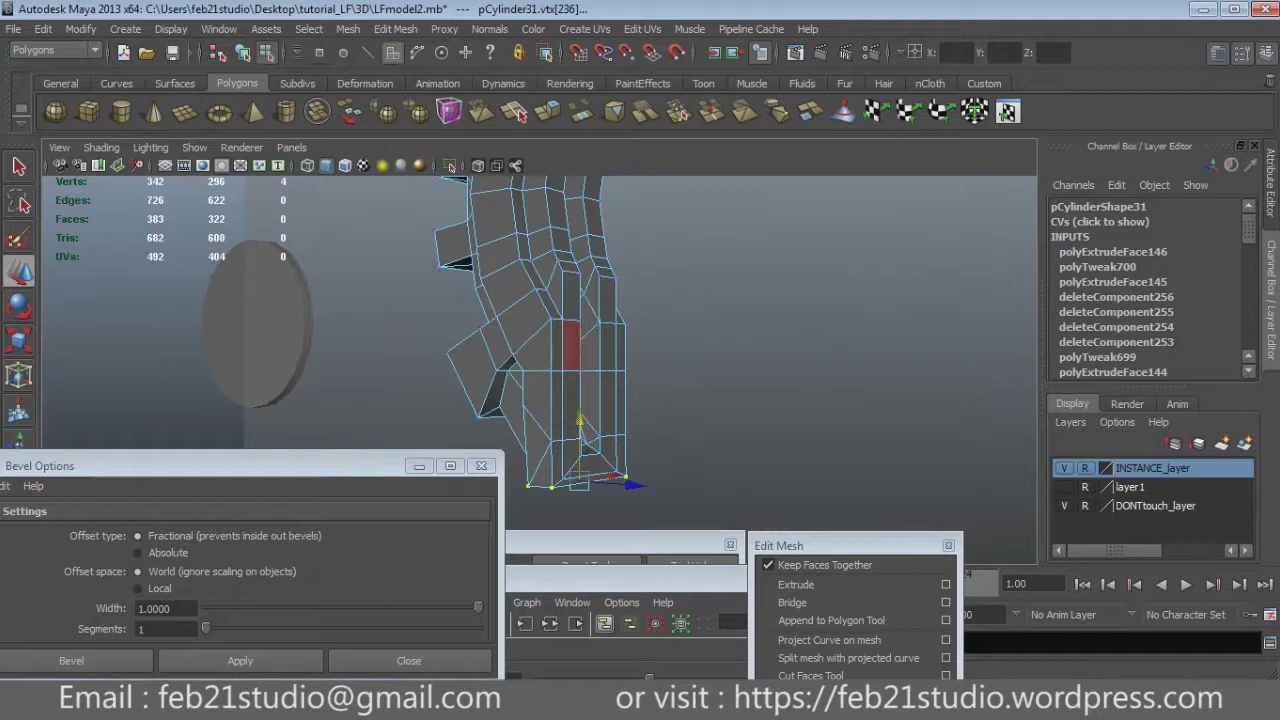 Autodesk Maya 2013 x64: C:\Users\feb21studio\Desktop\tutorial_LF\3D\LFmodel2.mb* --- pCylinder31.vtx[236]...
File Edit Modify Create Display Window Assets Select Mesh Edit Mesh Proxy Normals Color Create UVs Edit UVs Muscle Pipeline Cache Help
Polygons X: Y: Z:
General Curves Surfaces Polygons Subdivs Deformation Animation Dynamics Rendering PaintEffects Toon Muscle Fluids Fur Hair nCloth Custom
View Shading Lighting Show Renderer Panels
Verts: 342 296 4
Edges: 726 622 0
Faces: 383 322 0
Tris: 682 600 0
UVs: 492 404 0
Channel Box / Layer Editor
Channels Edit Object Show
pCylinderShape31
CVs (click to show)
INPUTS
polyExtrudeFace146
polyTweak700
polyExtrudeFace145
deleteComponent256
deleteComponent255
deleteComponent254
deleteComponent253
polyTweak699
polyExtrudeFace144
Attribute Editor
Channel Box / Layer Editor
Display Render Anim
Layers Options Help
V R INSTANCE_layer
R layer1
V R DONTtouch_layer
Bevel Options
dit Help
Settings
Offset type: Fractional (prevents inside out bevels)
Absolute
Offset space: World (ignore scaling on objects)
Local
Width: 1.0000
Segments: 1
Bevel Apply Close
Graph Window Options Help
Edit Mesh
Keep Faces Together
Extrude
Bridge
Append to Polygon Tool
Project Curve on mesh
Split mesh with projected curve
Cut Faces Tool
24 1.00
.00 No Anim Layer No Character Set
Email : feb21studio@gmail.com or visit : https://feb21studio.wordpress.com